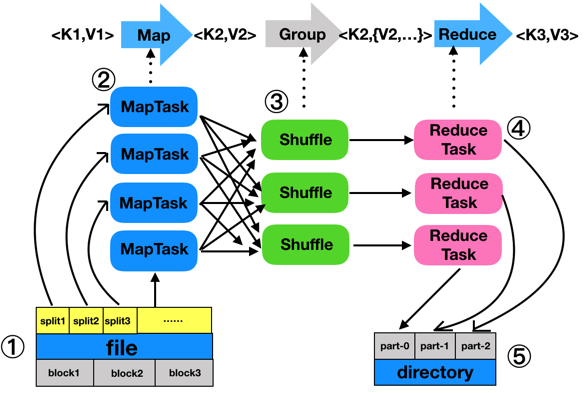 <K1,V1> Map <K2,V2> Group <K2,{V2,...}> Reduce <K3,V3>
②
MapTask
MapTask
MapTask
MapTask
③
Shuffle
Shuffle
Shuffle
④
Reduce
Task
Reduce
Task
Reduce
Task
①
split1 split2 split3 ......
file
block1 block2 block3
part-0 part-1 part-2
directory
⑤